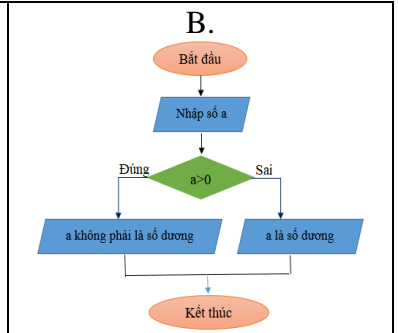 B.
Bắt đầu
Nhập số a
Đúng
Sai
a>0
a không phải là số dương
a là số dương
Kết thúc